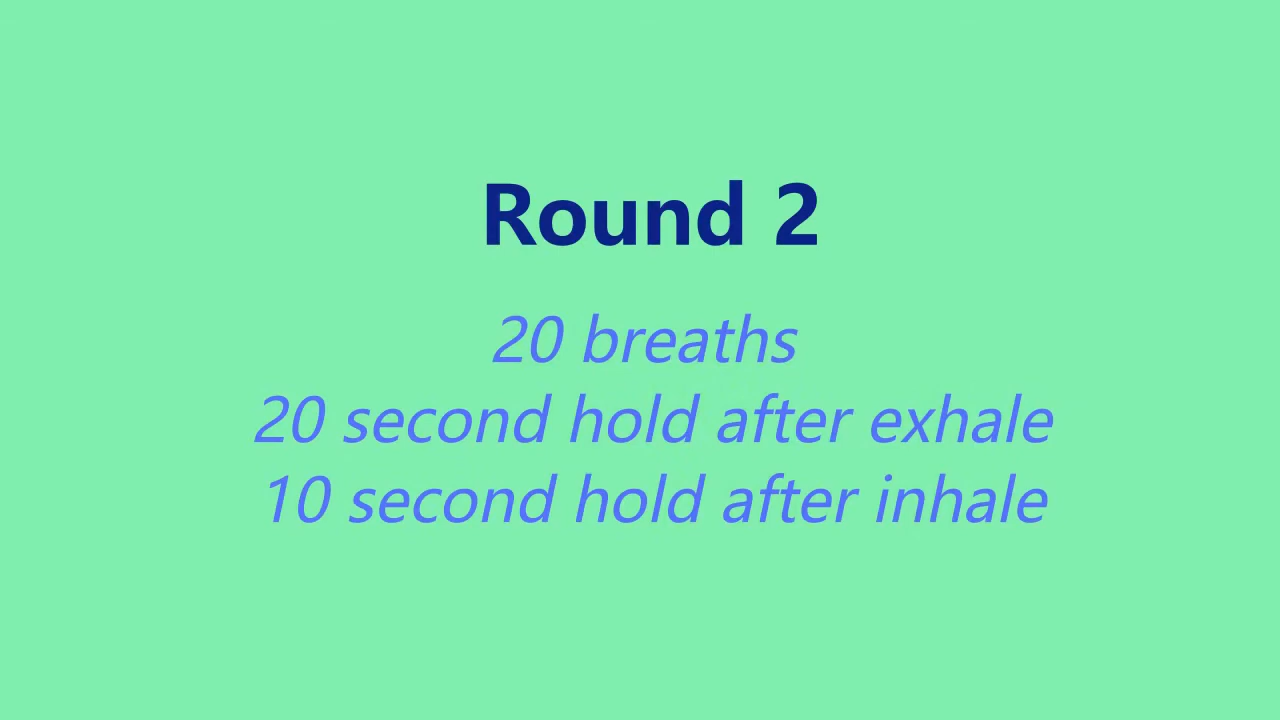 Round 2
20 breaths
20 second hold after exhale
10 second hold after inhale